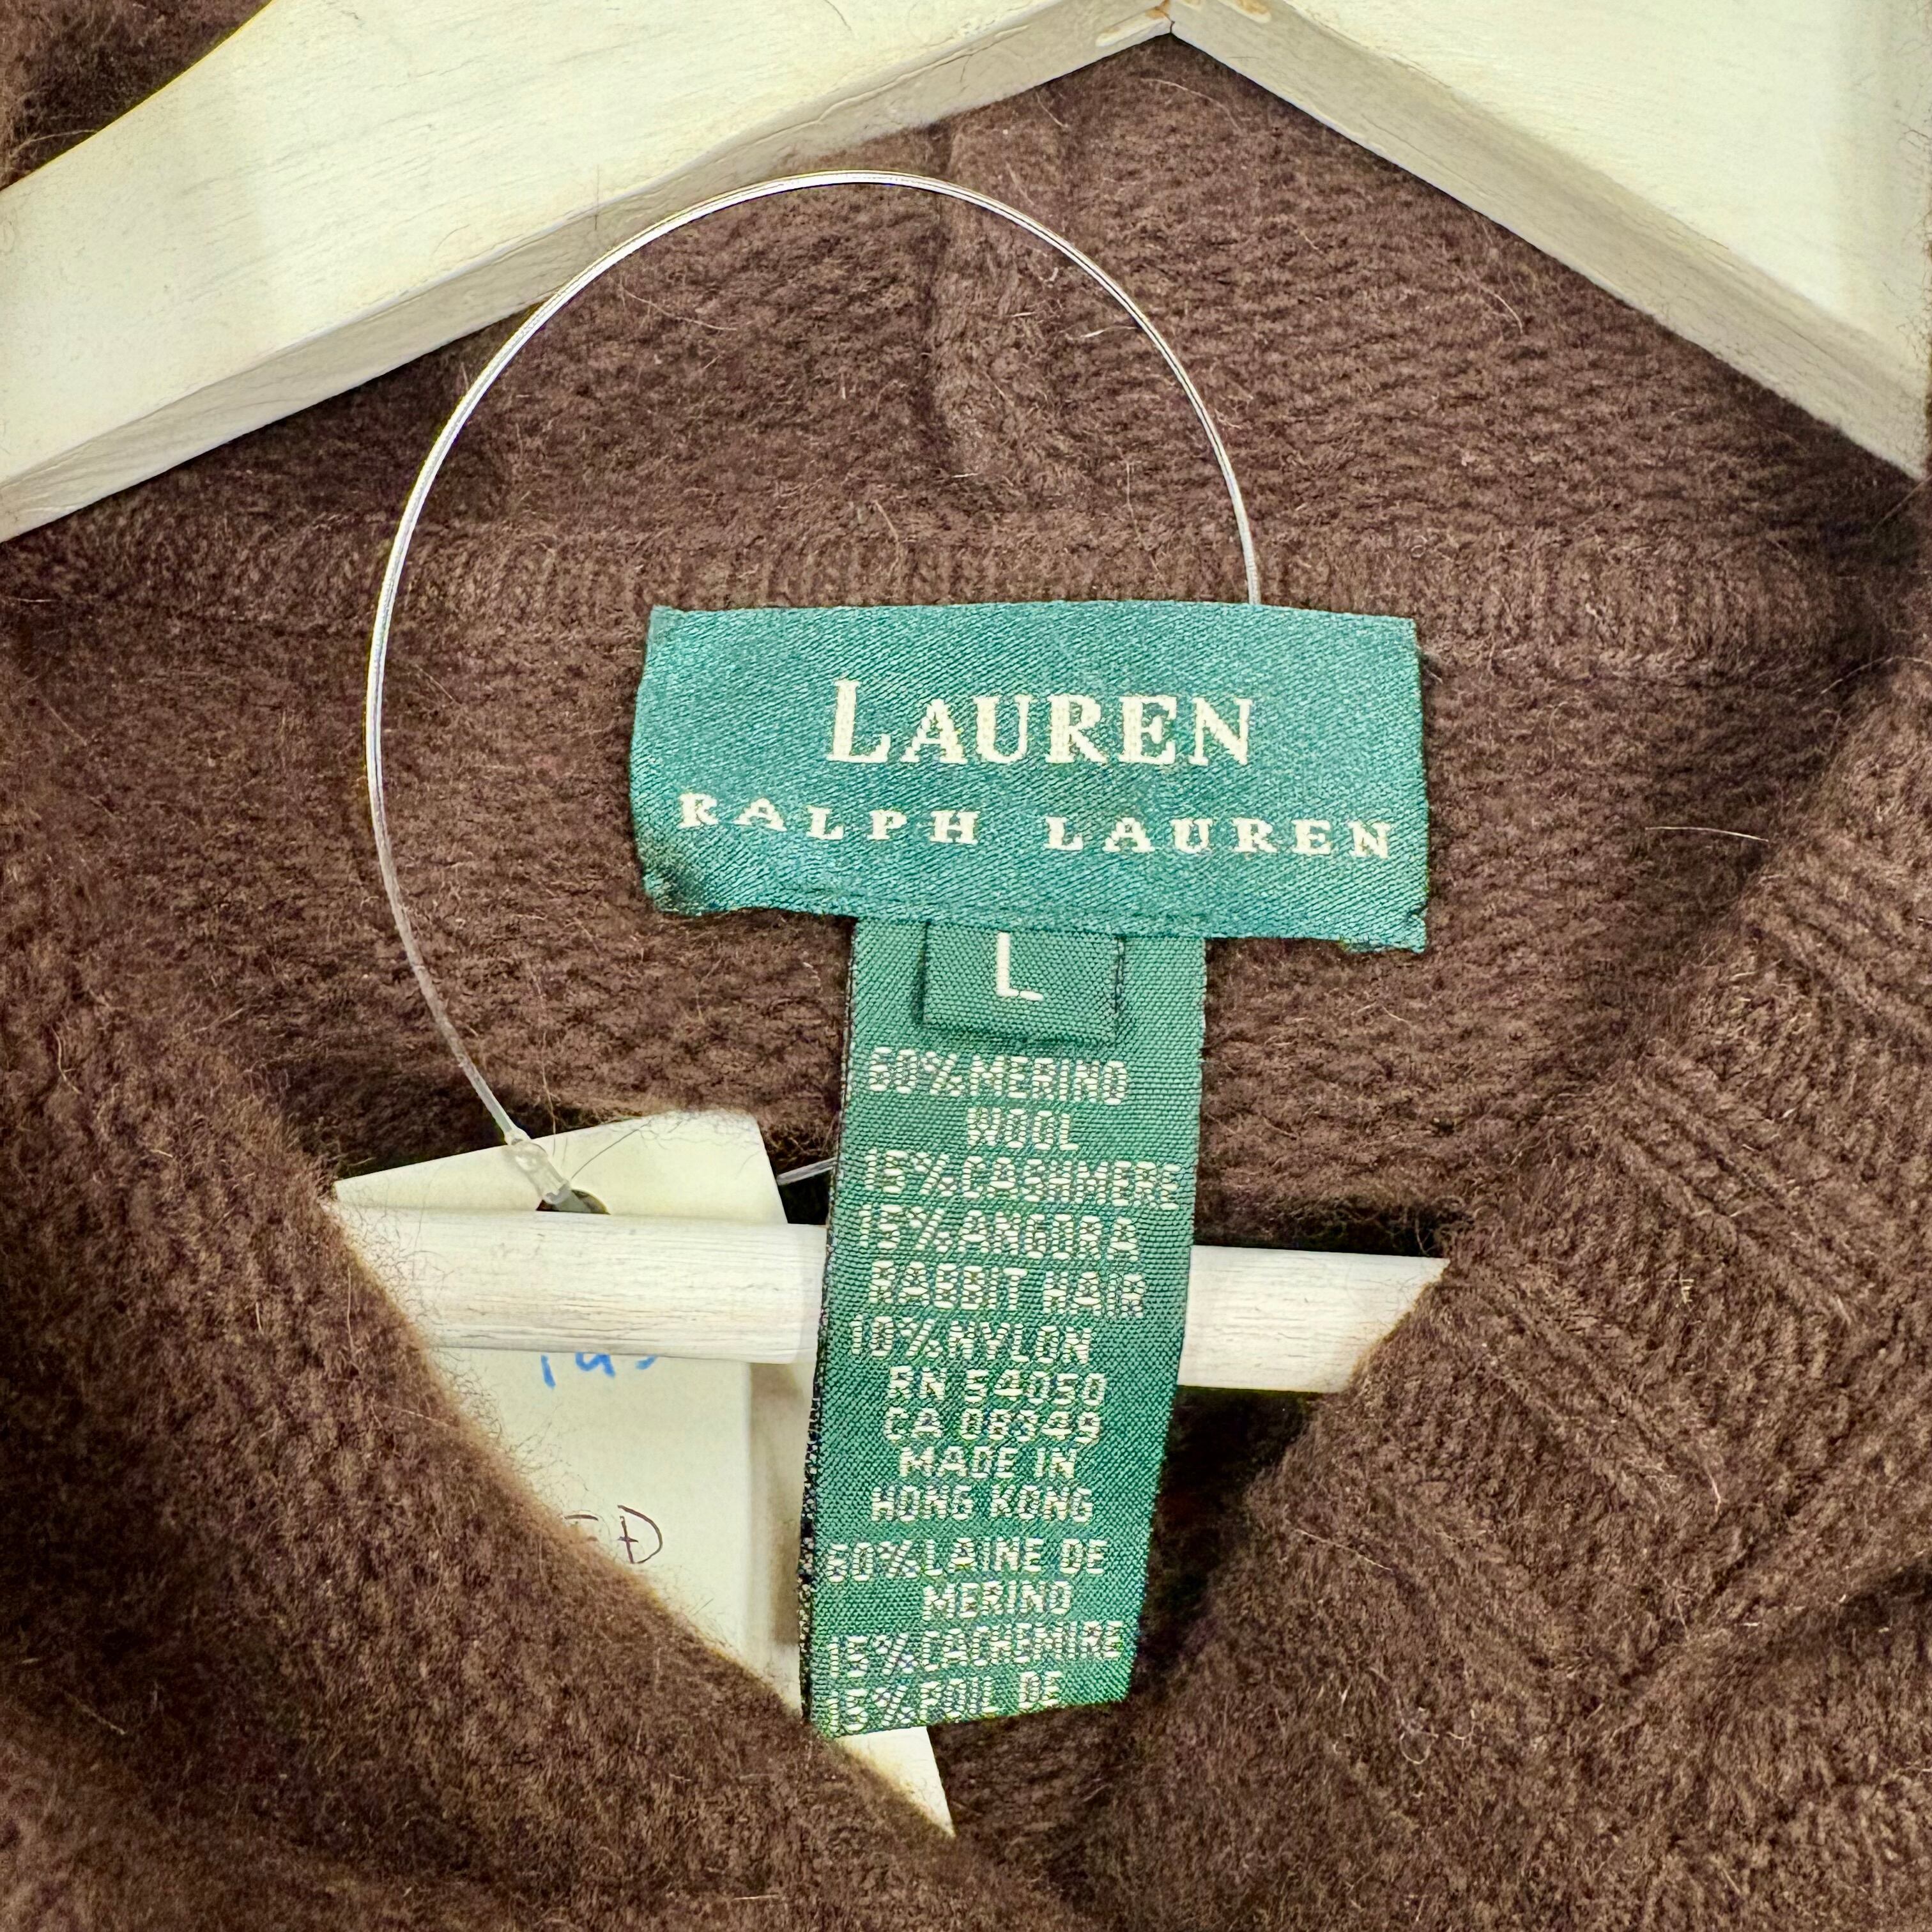 LAUREN
RALPH LAUREN
L
60% MERINO
WOOL
15% CASHMERE
15% ANGORA
RABBIT HAIR
10% NYLON
RN 54050
CA 08349
MADE IN
HONG KONG
60% LAINE DE
MERINO
15% CACHEMIRE
15% POIL DE